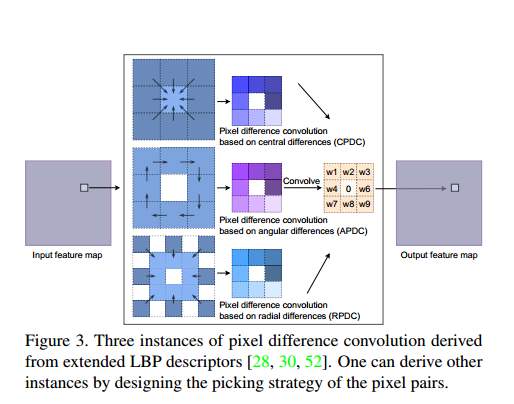 Pixel difference convolution
based on central differences (CPDC)
Convolve
w1 w2 w3
w4 0 w6
w7 w8 w9
Pixel difference convolution
based on angular differences (APDC)
Input feature map
Output feature map
Pixel difference convolution
based on radial differences (RPDC)
Figure 3. Three instances of pixel difference convolution derived
from extended LBP descriptors [28, 30, 52]. One can derive other
instances by designing the picking strategy of the pixel pairs.